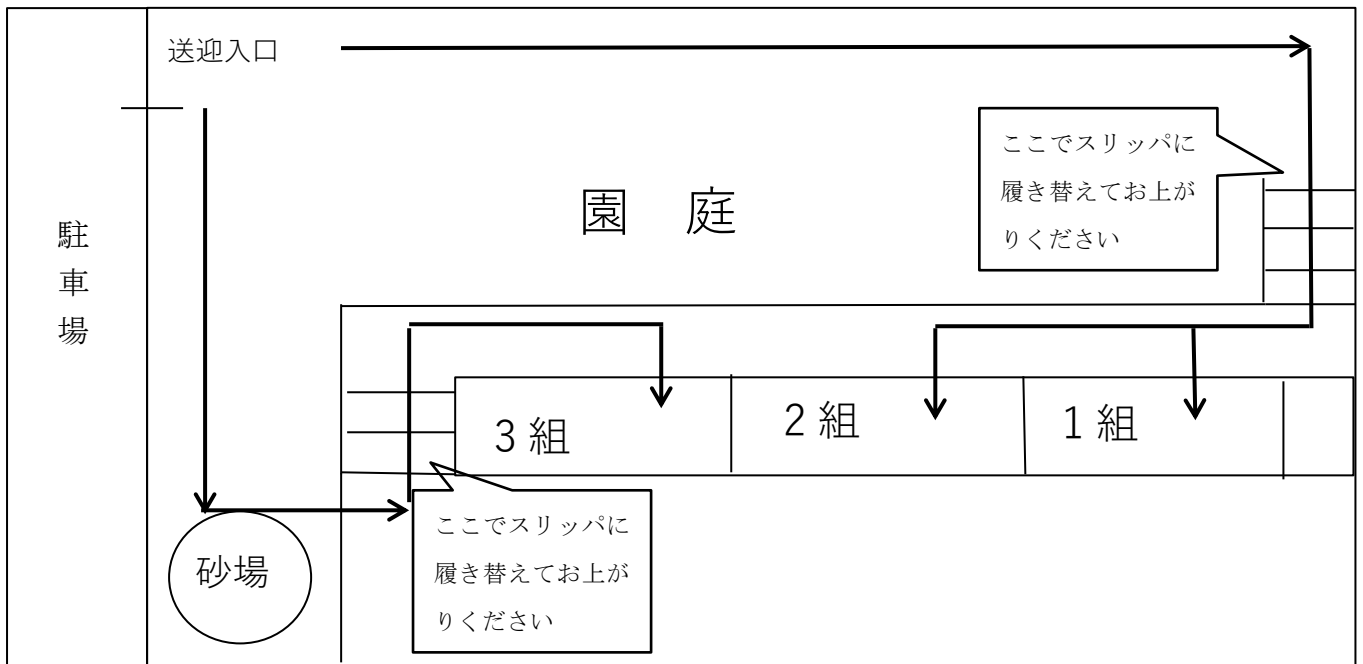 送迎入口
ここでスリッパに
履き替えてお上が
りください
園 庭
駐車場
3組
2組
1組
ここでスリッパに
履き替えてお上が
りください
砂場